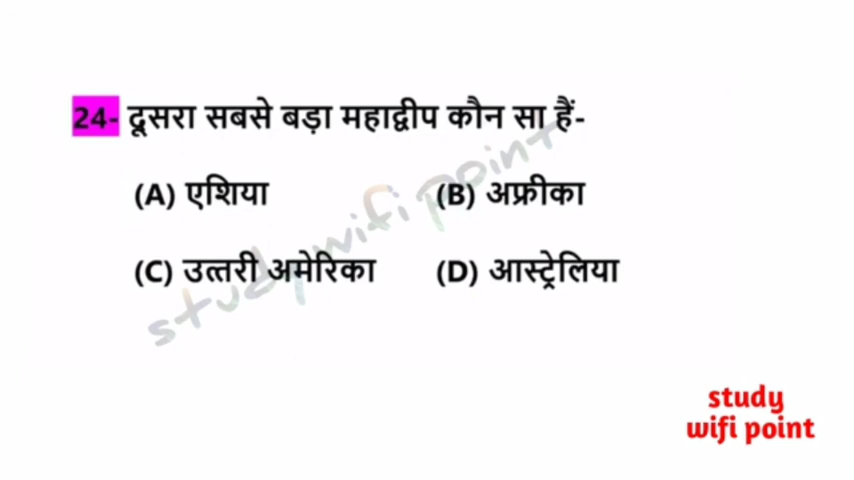 24- दूसरा सबसे बड़ा महाद्वीप कौन सा हैं-
(A) एशिया (B) अफ्रीका
(C) उत्तरी अमेरिका (D) आस्ट्रेलिया
study wifi point
study
wifi point